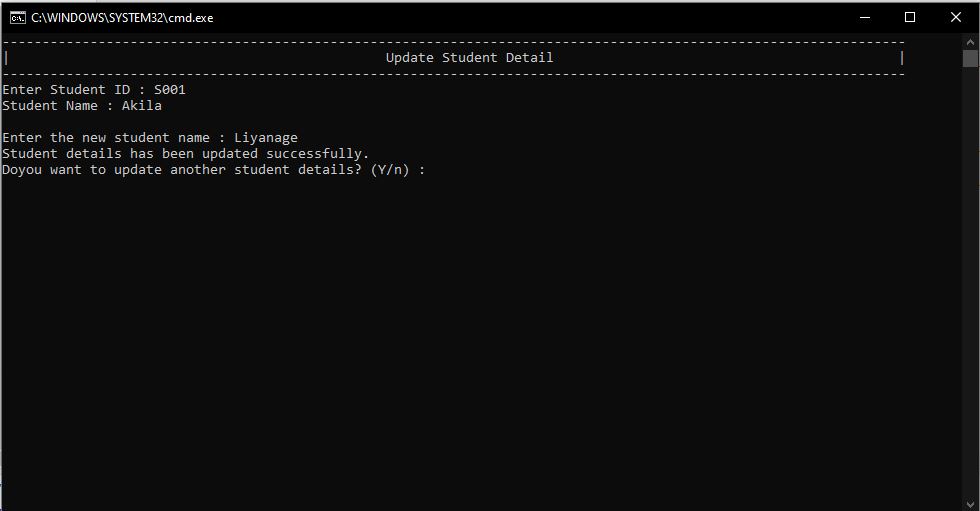 C:\WINDOWS\SYSTEM32\cmd.exe
-----------------------------------------------------------------------------------------------------------------
|                                               Update Student Detail                                           |
-----------------------------------------------------------------------------------------------------------------
Enter Student ID : S001
Student Name : Akila

Enter the new student name : Liyanage
Student details has been updated successfully.
Doyou want to update another student details? (Y/n) :